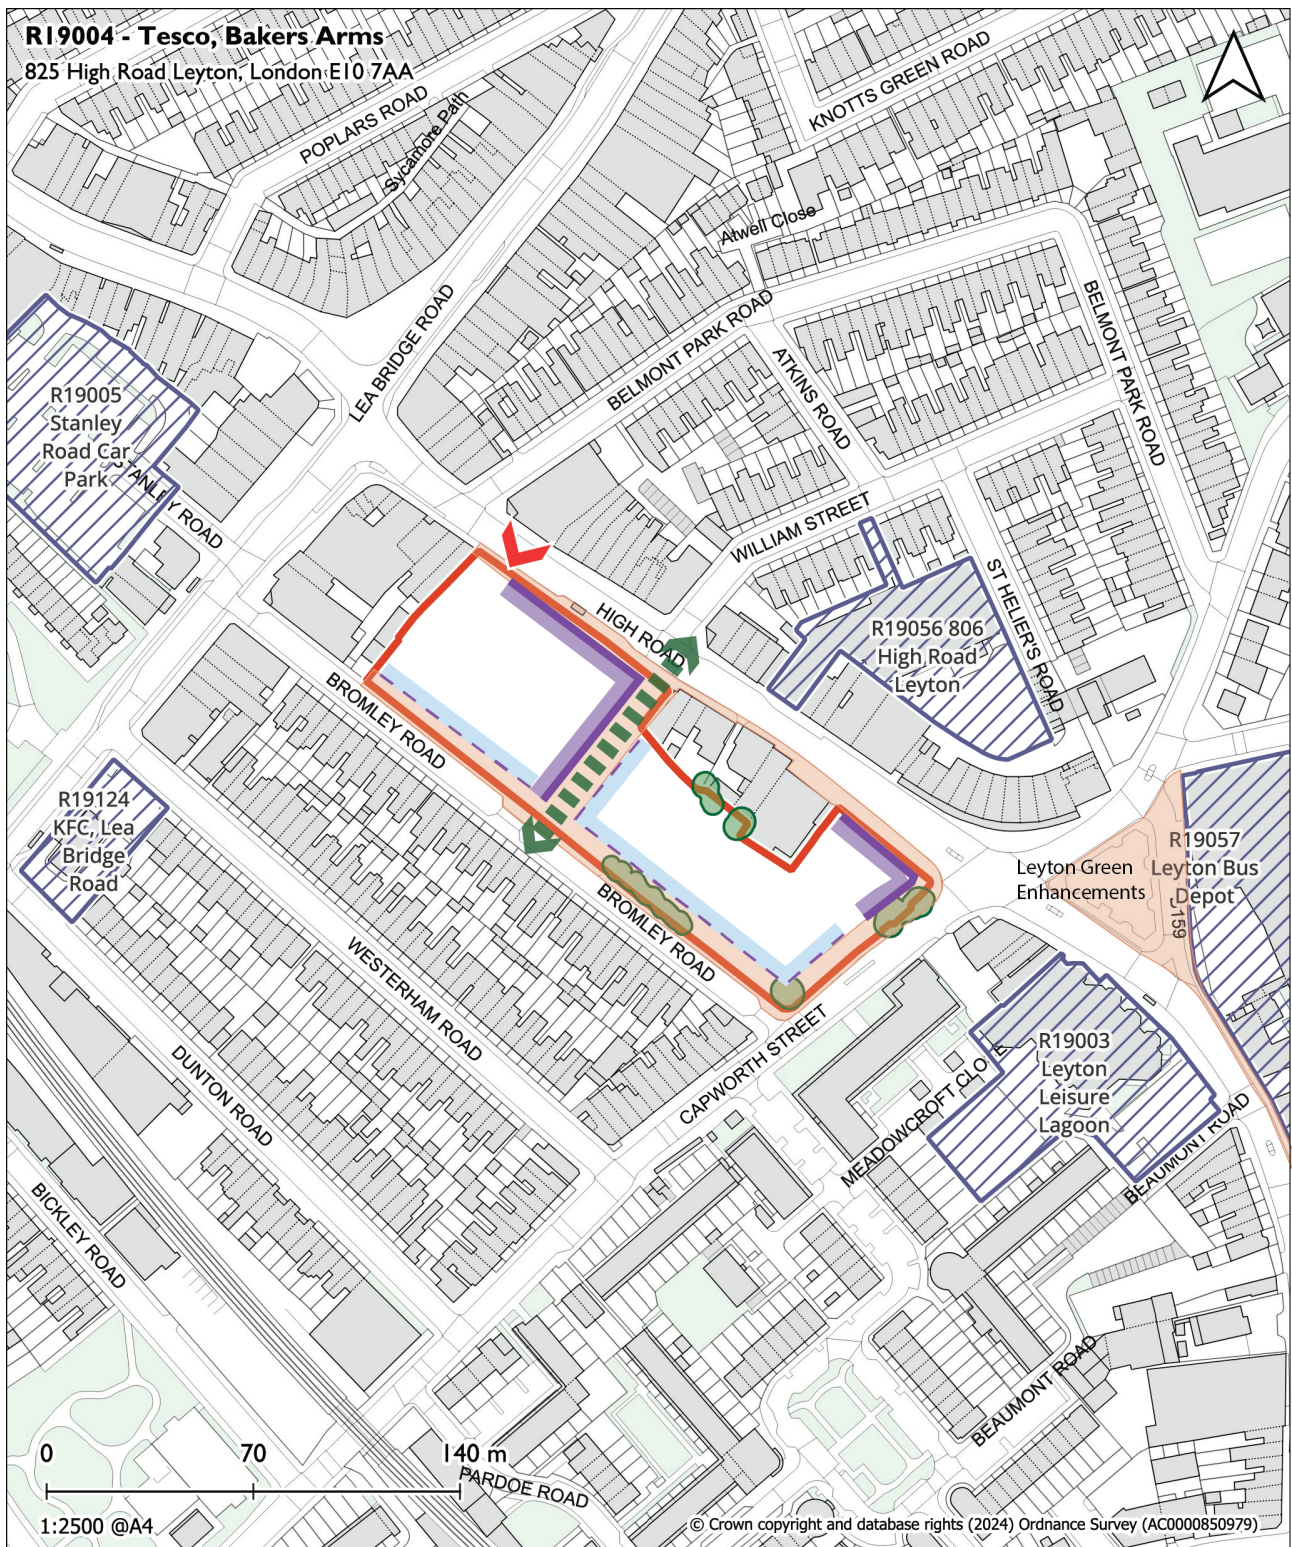 R19004 - Tesco, Bakers Arms
825 High Road Leyton, London E10 7AA
POPLARS ROAD
Sycamore Path
KNOTTS GREEN ROAD
Atwell Close
LEA BRIDGE ROAD
BELMONT PARK ROAD
BELMONT PARK ROAD
ATKINS ROAD
R19005
Stanley
Road Car
Park
STANLEY ROAD
WILLIAM STREET
ST HELIER'S ROAD
HIGH ROAD
R19056 806
High Road
Leyton
BROMLEY ROAD
R19124
KFC, Lea
Bridge
Road
Leyton Green
Enhancements
R19057
Leyton Bus
Depot
BROMLEY ROAD
WESTERHAM ROAD
CAPWORTH STREET
DUNTON ROAD
MEADOWCROFT CLOSE
R19003
Leyton
Leisure
Lagoon
BEAUMONT ROAD
BICKLEY ROAD
BEAUMONT ROAD
0 70 140 m
PARDOE ROAD
1:2500 @A4
© Crown copyright and database rights (2024) Ordnance Survey (AC0000850979)